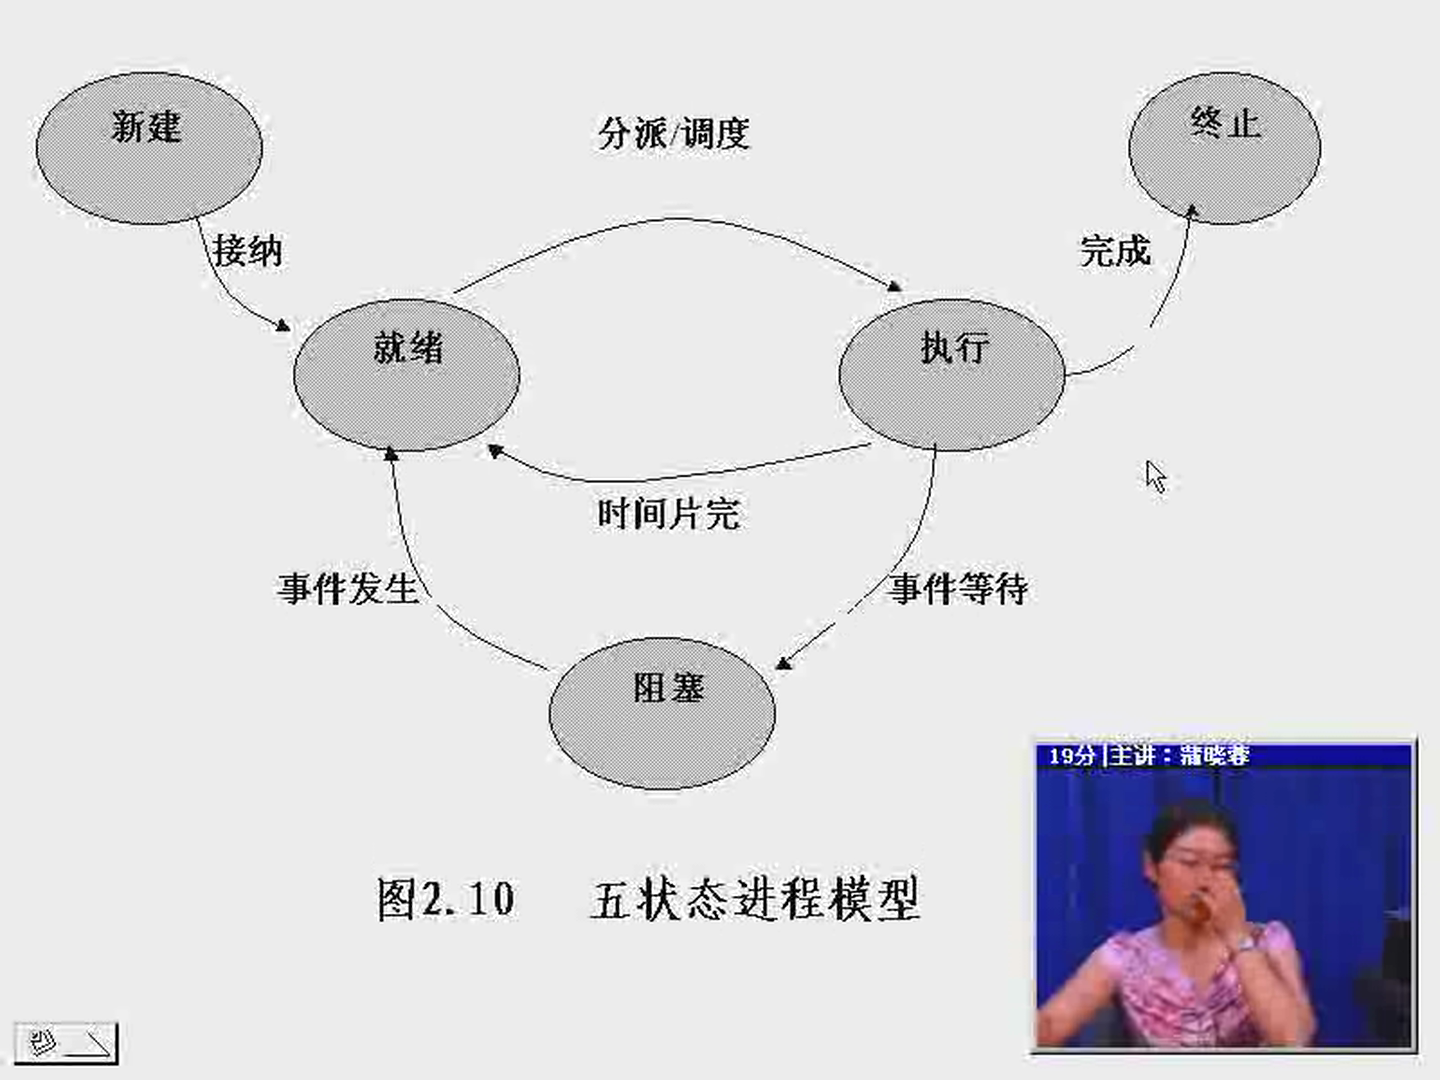 新建
终止
分派/调度
接纳
完成
就绪
执行
时间片完
事件发生
事件等待
阻塞
19分|主讲：蒲晓蓉
图2.10 五状态进程模型